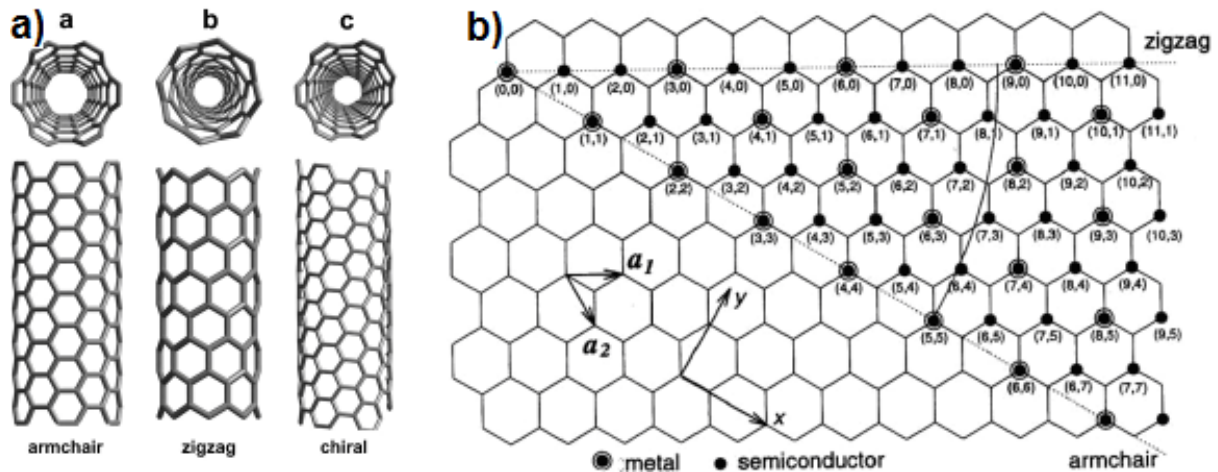 a)
a b c
armchair zigzag chiral
b)
zigzag
(0,0) (1,0) (2,0) (3,0) (4,0) (5,0) (6,0) (7,0) (8,0) (9,0) (10,0) (11,0)
(1,1) (2,1) (3,1) (4,1) (5,1) (6,1) (7,1) (8,1) (9,1) (10,1) (11,1)
(2,2) (3,2) (4,2) (5,2) (6,2) (7,2) (8,2) (9,2) (10,2)
(3,3) (4,3) (5,3) (6,3) (7,3) (8,3) (9,3) (10,3)
a1
(4,4) (5,4) (6,4) (7,4) (8,4) (9,4)
y
a2
(5,5) (6,5) (7,5) (8,5) (9,5)
(6,6) (6,7) (7,7)
x
armchair
metal semiconductor